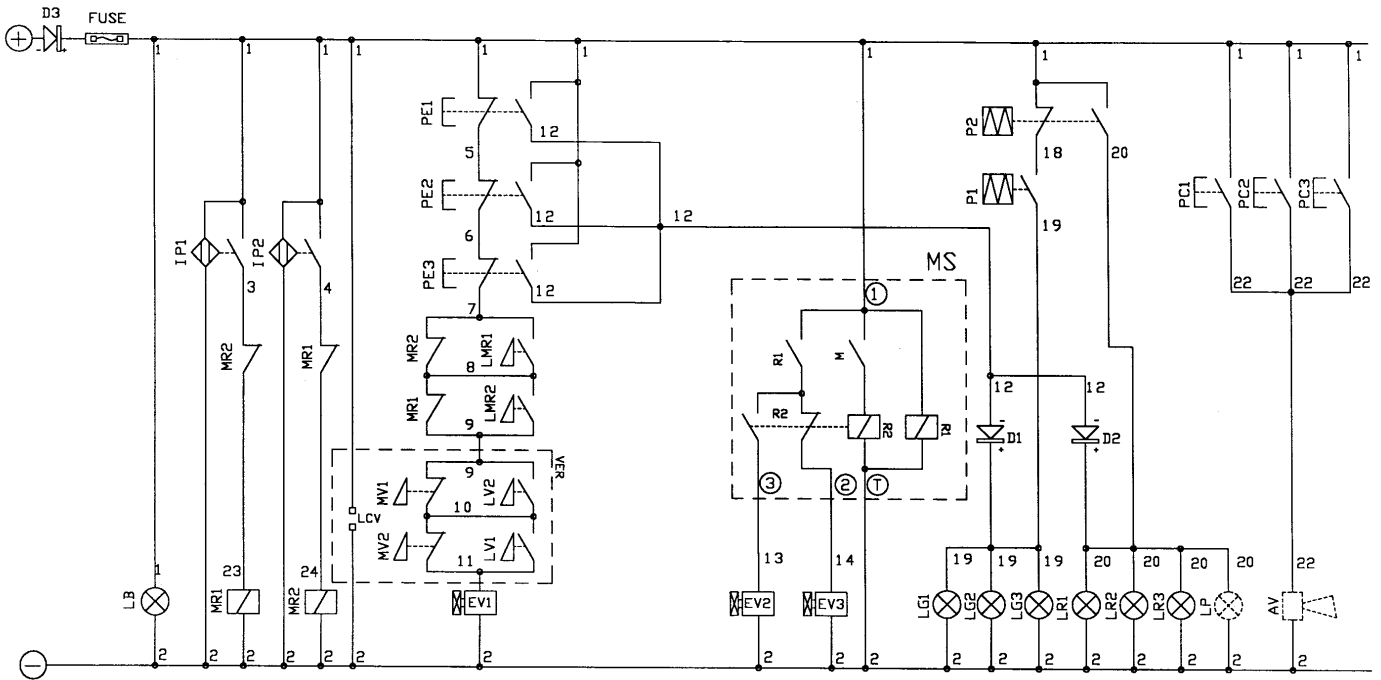 D3
FUSE
+ - +
1 1 1 1 1 1 1 1 1 1 1
PE1
12
5
PE2
12
12
6
PE3
12
7
P2
18
20
P1
19
PC1
PC2
PC3
22
22
22
IP1
3
IP2
4
MR2
MR1
MR2
LMR1
8
MR1
LMR2
9
VER
9
MV1
LV2
10
LCV
MV2
LV1
11
MS
1
R1
M
R2
R2
R1
3
2
T
12
12
-
D1
+
-
D2
+
1
23
24
13
14
19
19
19
20
20
20
20
22
LB
MR1
MR2
EV1
EV2
EV3
LG1
LG2
LG3
LR1
LR2
LR3
LP
AV
-
2 2 2 2 2 2 2 2 2 2 2 2 2 2 2 2 2 2 2